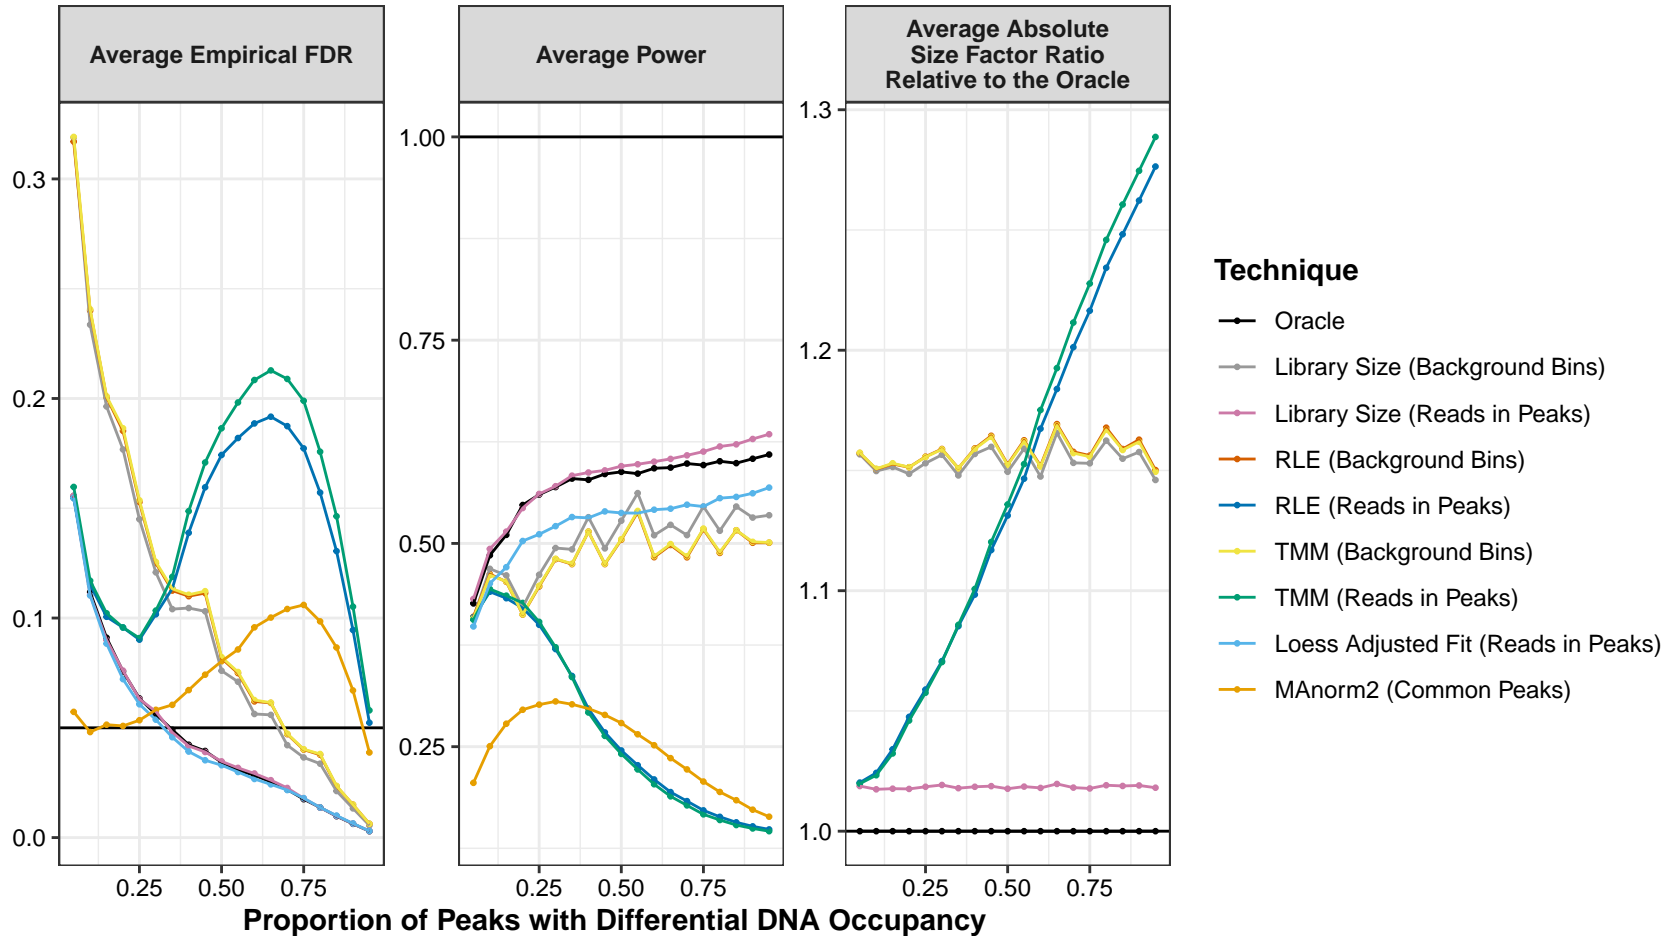 Average Empirical FDR
Average Power
Average Absolute
Size Factor Ratio
Relative to the Oracle
0.3
0.2
0.1
0.0
1.00
0.75
0.50
0.25
1.3
1.2
1.1
1.0
0.25 0.50 0.75
0.25 0.50 0.75
0.25 0.50 0.75
Proportion of Peaks with Differential DNA Occupancy
Technique
Oracle
Library Size (Background Bins)
Library Size (Reads in Peaks)
RLE (Background Bins)
RLE (Reads in Peaks)
TMM (Background Bins)
TMM (Reads in Peaks)
Loess Adjusted Fit (Reads in Peaks)
MAnorm2 (Common Peaks)